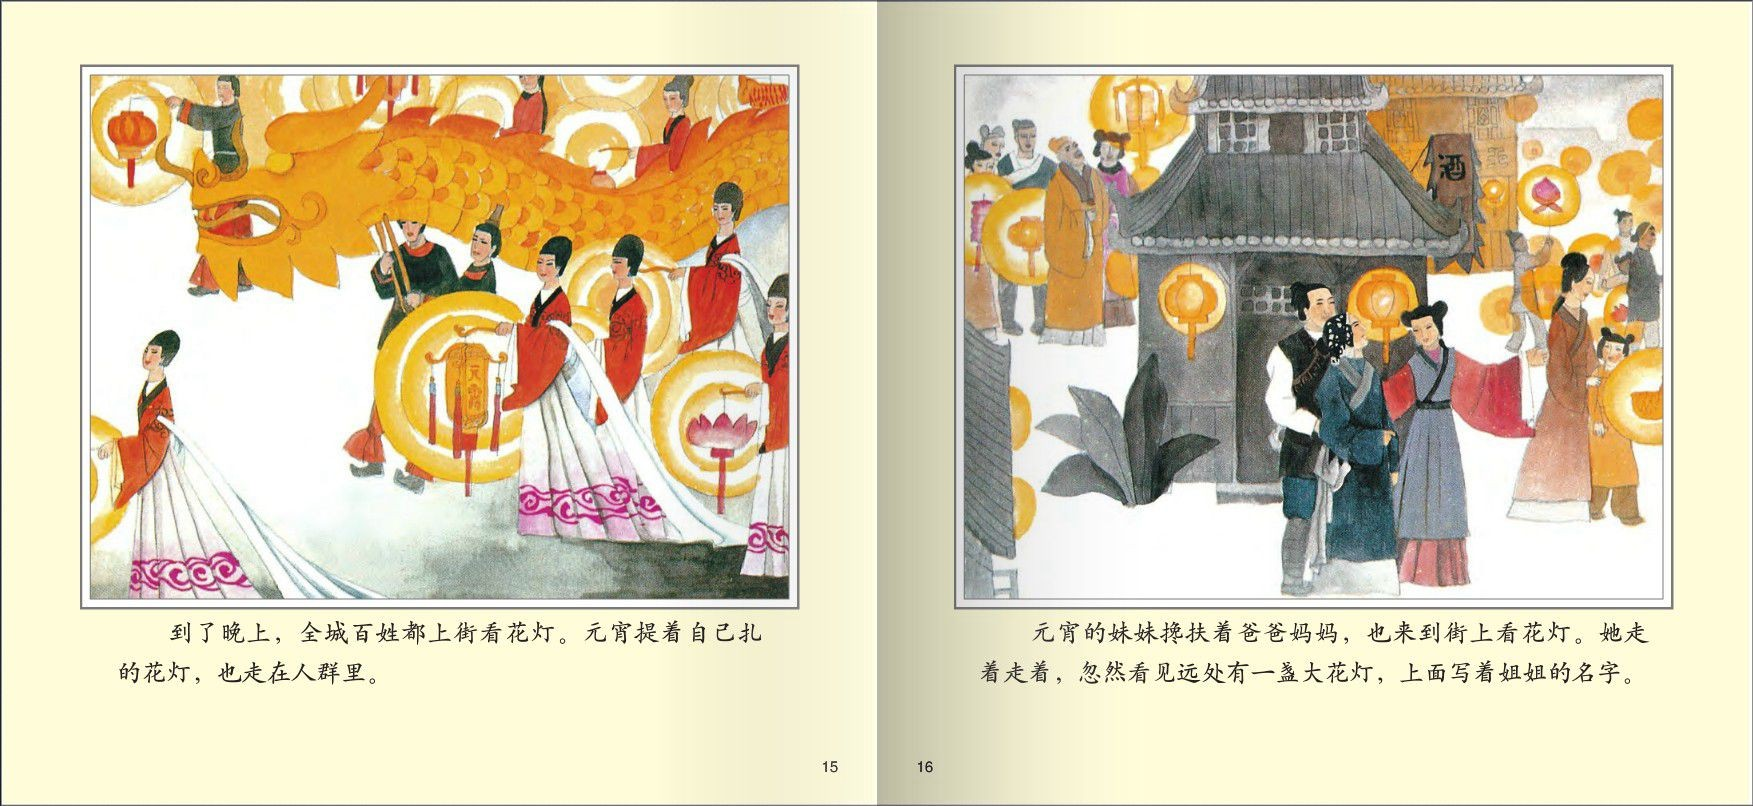 元宵
到了晚上，全城百姓都上街看花灯。元宵提着自己扎
的花灯，也走在人群里。
15
酒
元宵的妹妹搀扶着爸爸妈妈，也来到街上看花灯。她走
着走着，忽然看见远处有一盏大花灯，上面写着姐姐的名字。
16